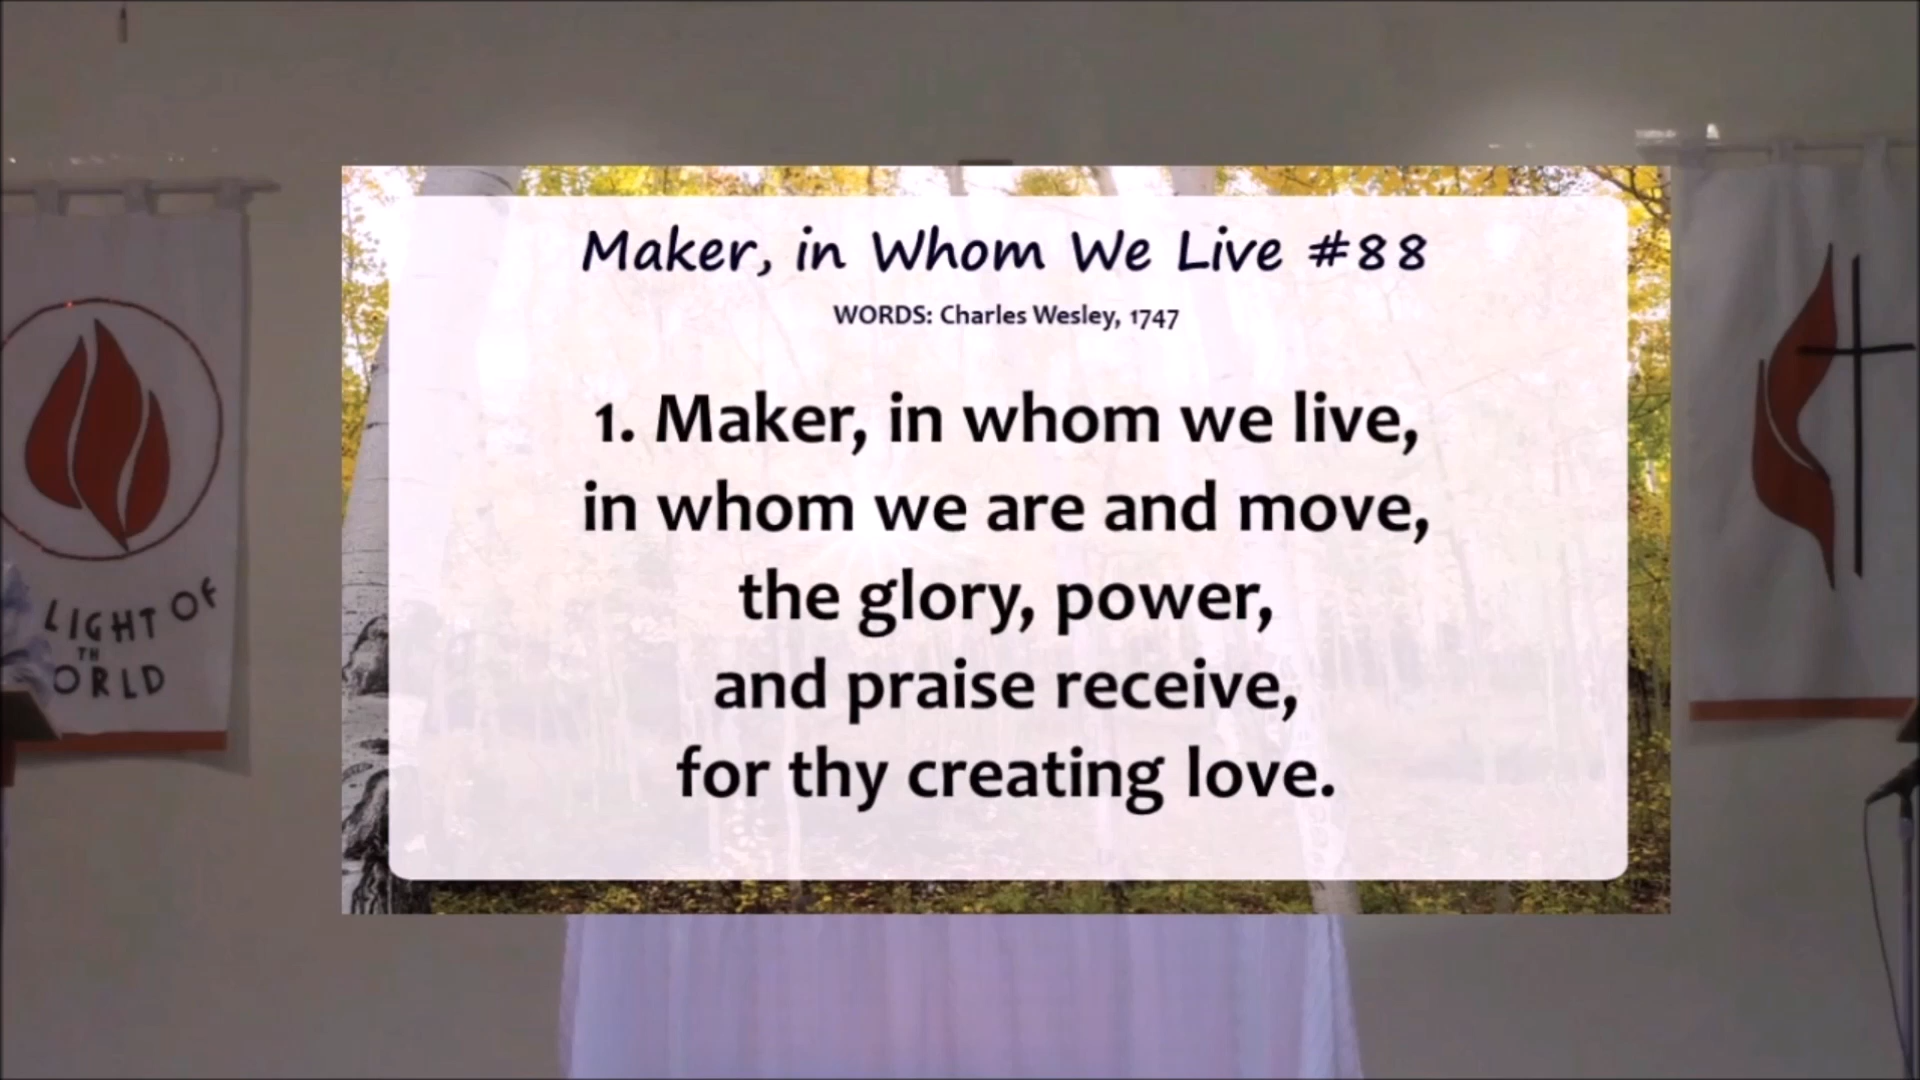 Maker, in Whom We Live #88
WORDS: Charles Wesley, 1747
1. Maker, in whom we live,
in whom we are and move,
the glory, power,
and praise receive,
for thy creating love.
LIGHT OF
TH
ORLD